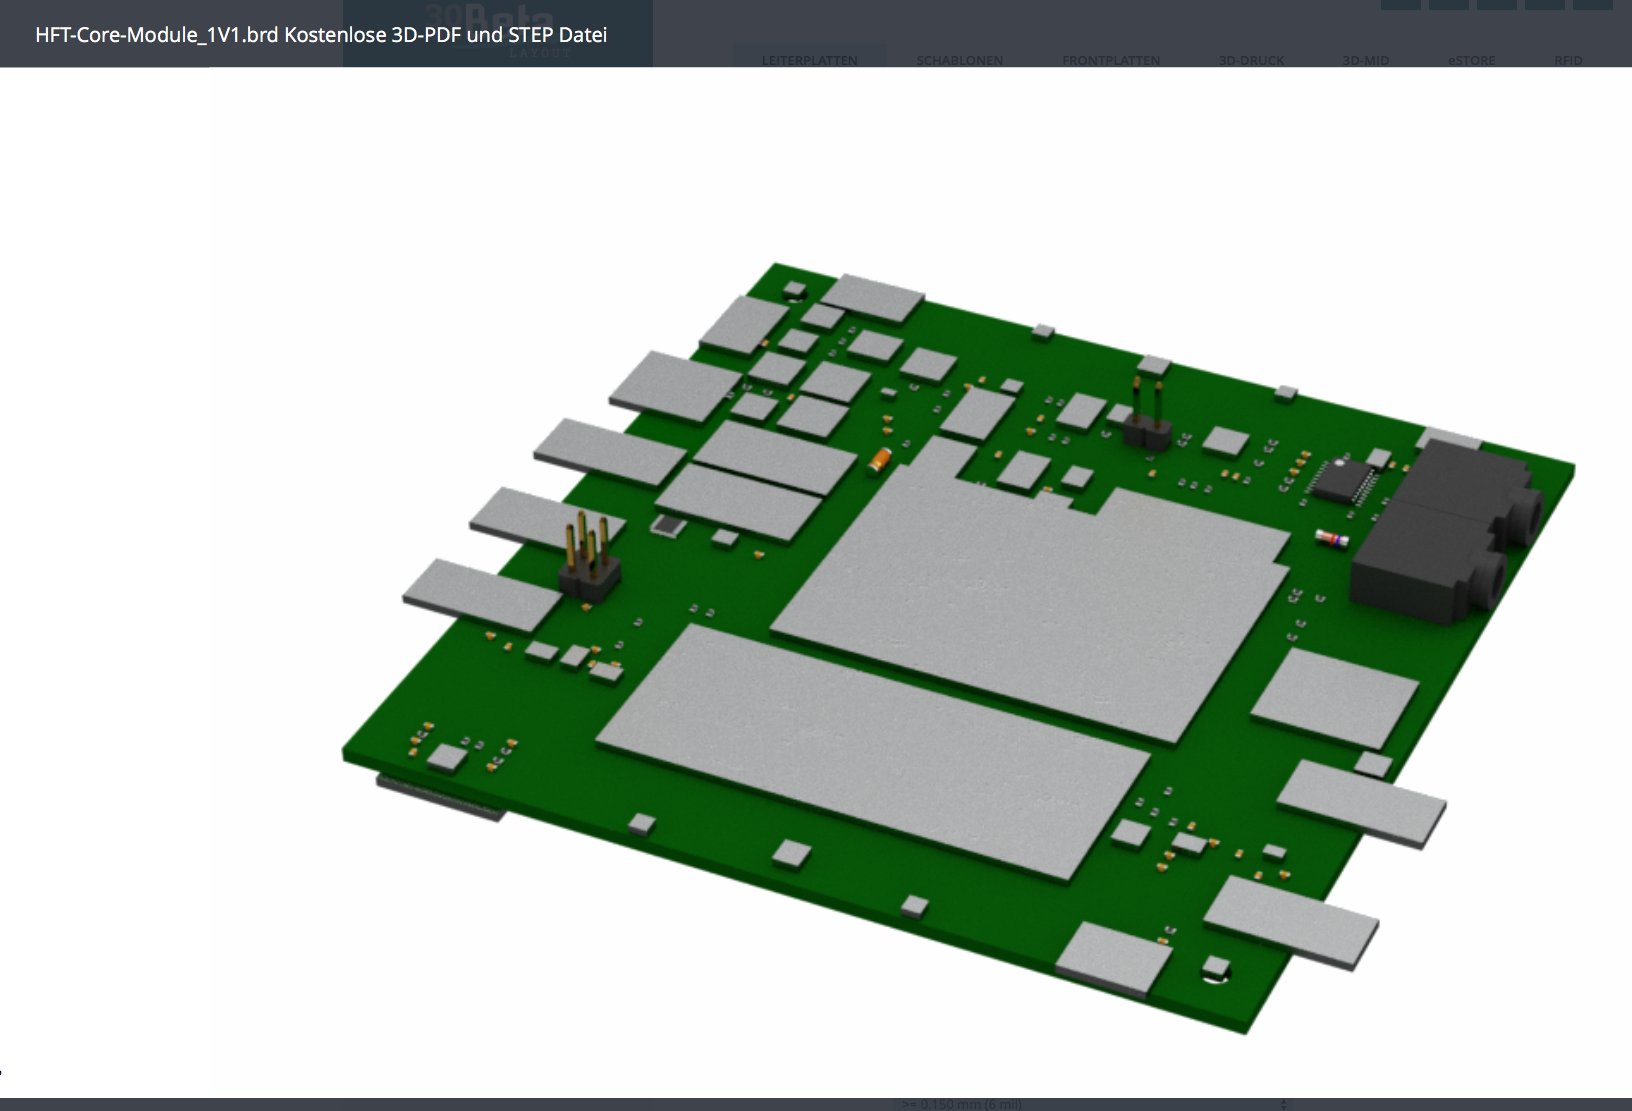 HFT-Core-Module_1V1.brd Kostenlose 3D-PDF und STEP Datei
Beta
LAYOUT
LEITERPLATTEN SCHABLONEN FRONTPLATTEN 3D-DRUCK 3D-MID eSTORE RFID
>= 0.150 mm (6 mil)